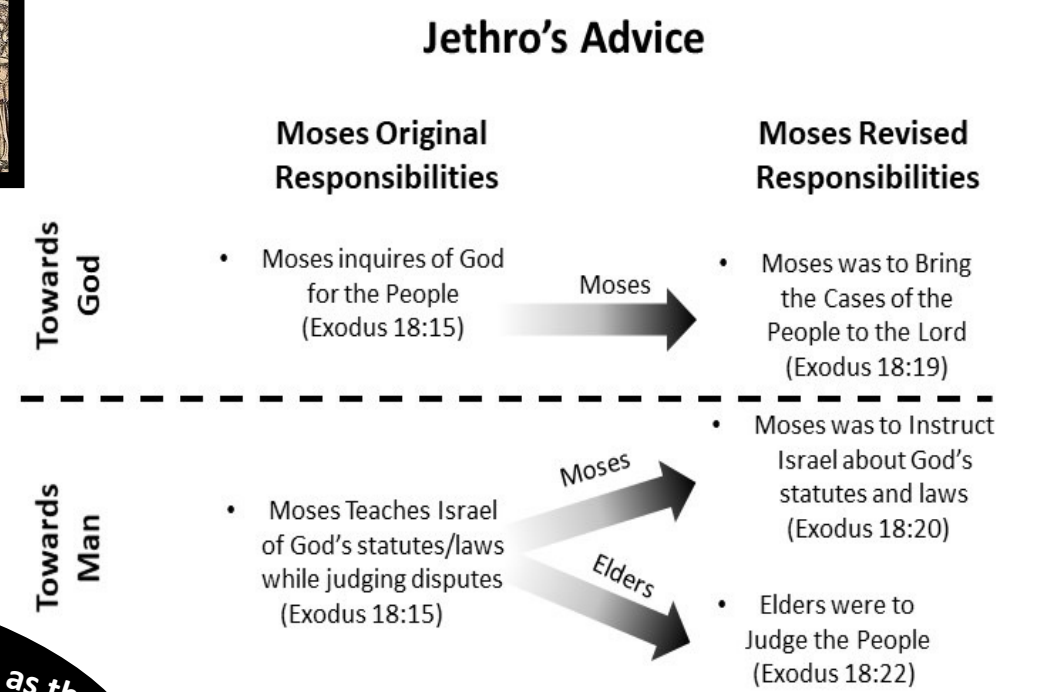 Jethro's Advice
Moses Original
Responsibilities
Moses Revised
Responsibilities
Towards
God
• Moses inquires of God
for the People
(Exodus 18:15)
Moses
• Moses was to Bring
the Cases of the
People to the Lord
(Exodus 18:19)
Towards
Man
• Moses Teaches Israel
of God's statutes/laws
while judging disputes
(Exodus 18:15)
Moses
• Moses was to Instruct
Israel about God's
statutes and laws
(Exodus 18:20)
Elders
• Elders were to
Judge the People
(Exodus 18:22)
as